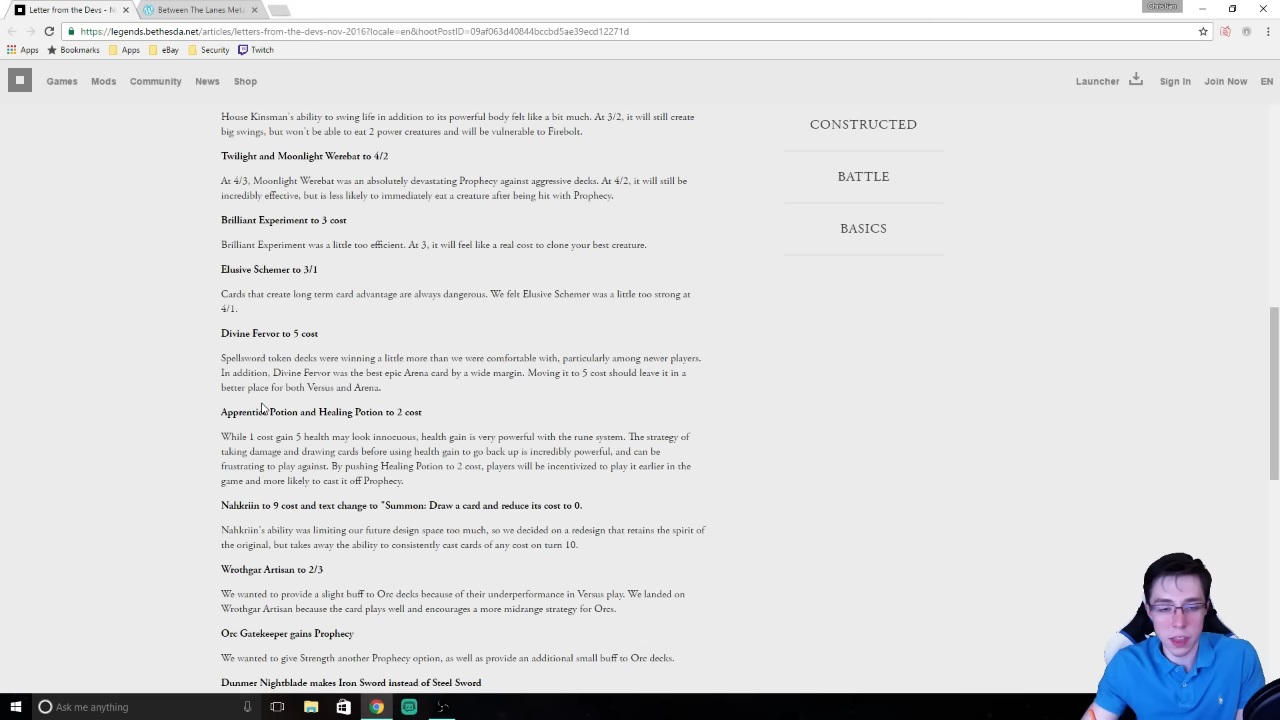 Letter from the Devs - N
Between The Lanes Met
Christian
https://legends.bethesda.net/articles/letters-from-the-devs-nov-2016?locale=en&hootPostID=09af063d40844bccbd5ae39ecd12271d
Apps Bookmarks Apps eBay Security Twitch
Games Mods Community News Shop Launcher Sign In Join Now EN
House Kinsman's ability to swing life in addition to its powerful body felt like a bit much. At 3/2, it will still create
big swings, but won't be able to eat 2 power creatures and will be vulnerable to Firebolt.
Twilight and Moonlight Werebat to 4/2
At 4/3, Moonlight Werebat was an absolutely devastating Prophecy against aggressive decks. At 4/2, it will still be
incredibly effective, but is less likely to immediately eat a creature after being hit with Prophecy.
Brilliant Experiment to 3 cost
Brilliant Experiment was a little too efficient. At 3, it will feel like a real cost to clone your best creature.
Elusive Schemer to 3/1
Cards that create long term card advantage are always dangerous. We felt Elusive Schemer was a little too strong at
4/1.
Divine Fervor to 5 cost
Spellsword token decks were winning a little more than we were comfortable with, particularly among newer players.
In addition, Divine Fervor was the best epic Arena card by a wide margin. Moving it to 5 cost should leave it in a
better place for both Versus and Arena.
Apprentice Potion and Healing Potion to 2 cost
While 1 cost gain 5 health may look innocuous, health gain is very powerful with the rune system. The strategy of
taking damage and drawing cards before using health gain to go back up is incredibly powerful, and can be
frustrating to play against. By pushing Healing Potion to 2 cost, players will be incentivized to play it earlier in the
game and more likely to cast it off Prophecy.
Nahkriin to 9 cost and text change to "Summon: Draw a card and reduce its cost to 0.
Nahkriin's ability was limiting our future design space too much, so we decided on a redesign that retains the spirit of
the original, but takes away the ability to consistently cast cards of any cost on turn 10.
Wrothgar Artisan to 2/3
We wanted to provide a slight buff to Orc decks because of their underperformance in Versus play. We landed on
Wrothgar Artisan because the card plays well and encourages a more midrange strategy for Orcs.
Orc Gatekeeper gains Prophecy
We wanted to give Strength another Prophecy option, as well as provide an additional small buff to Orc decks.
Dunmer Nightblade makes Iron Sword instead of Steel Sword
CONSTRUCTED
BATTLE
BASICS
Ask me anything